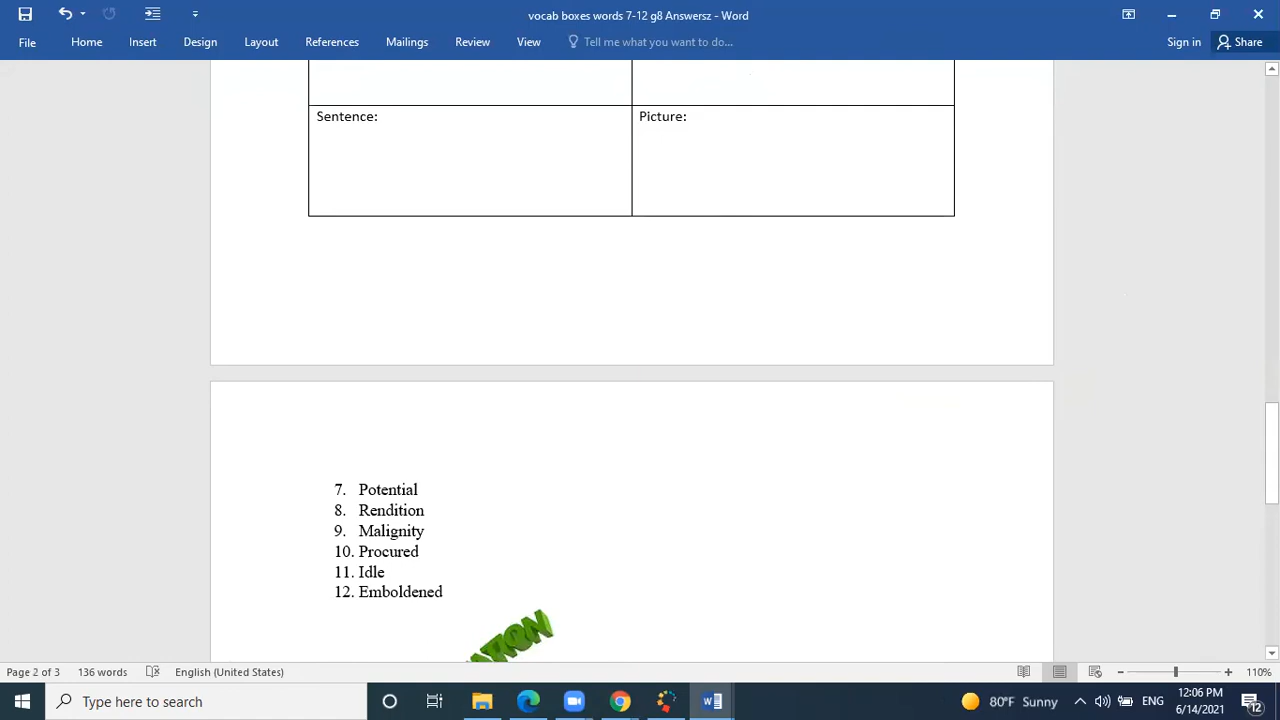 vocab boxes words 7-12 g8 Answersz - Word
File Home Insert Design Layout References Mailings Review View Tell me what you want to do... Sign in Share
Sentence: Picture:
7. Potential
8. Rendition
9. Malignity
10. Procured
11. Idle
12. Emboldened
Page 2 of 3 136 words English (United States) 110%
Type here to search 80°F Sunny ENG 12:06 PM
6/14/2021 12